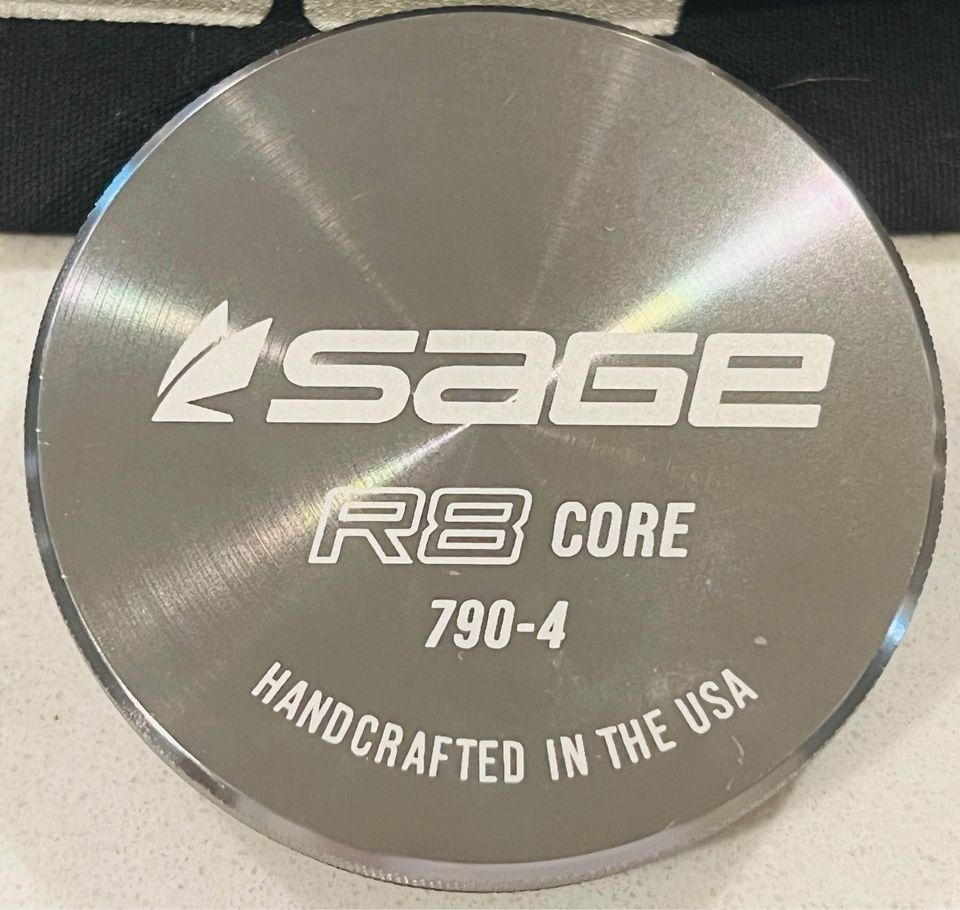 sage
R8 CORE
790-4
HANDCRAFTED IN THE USA